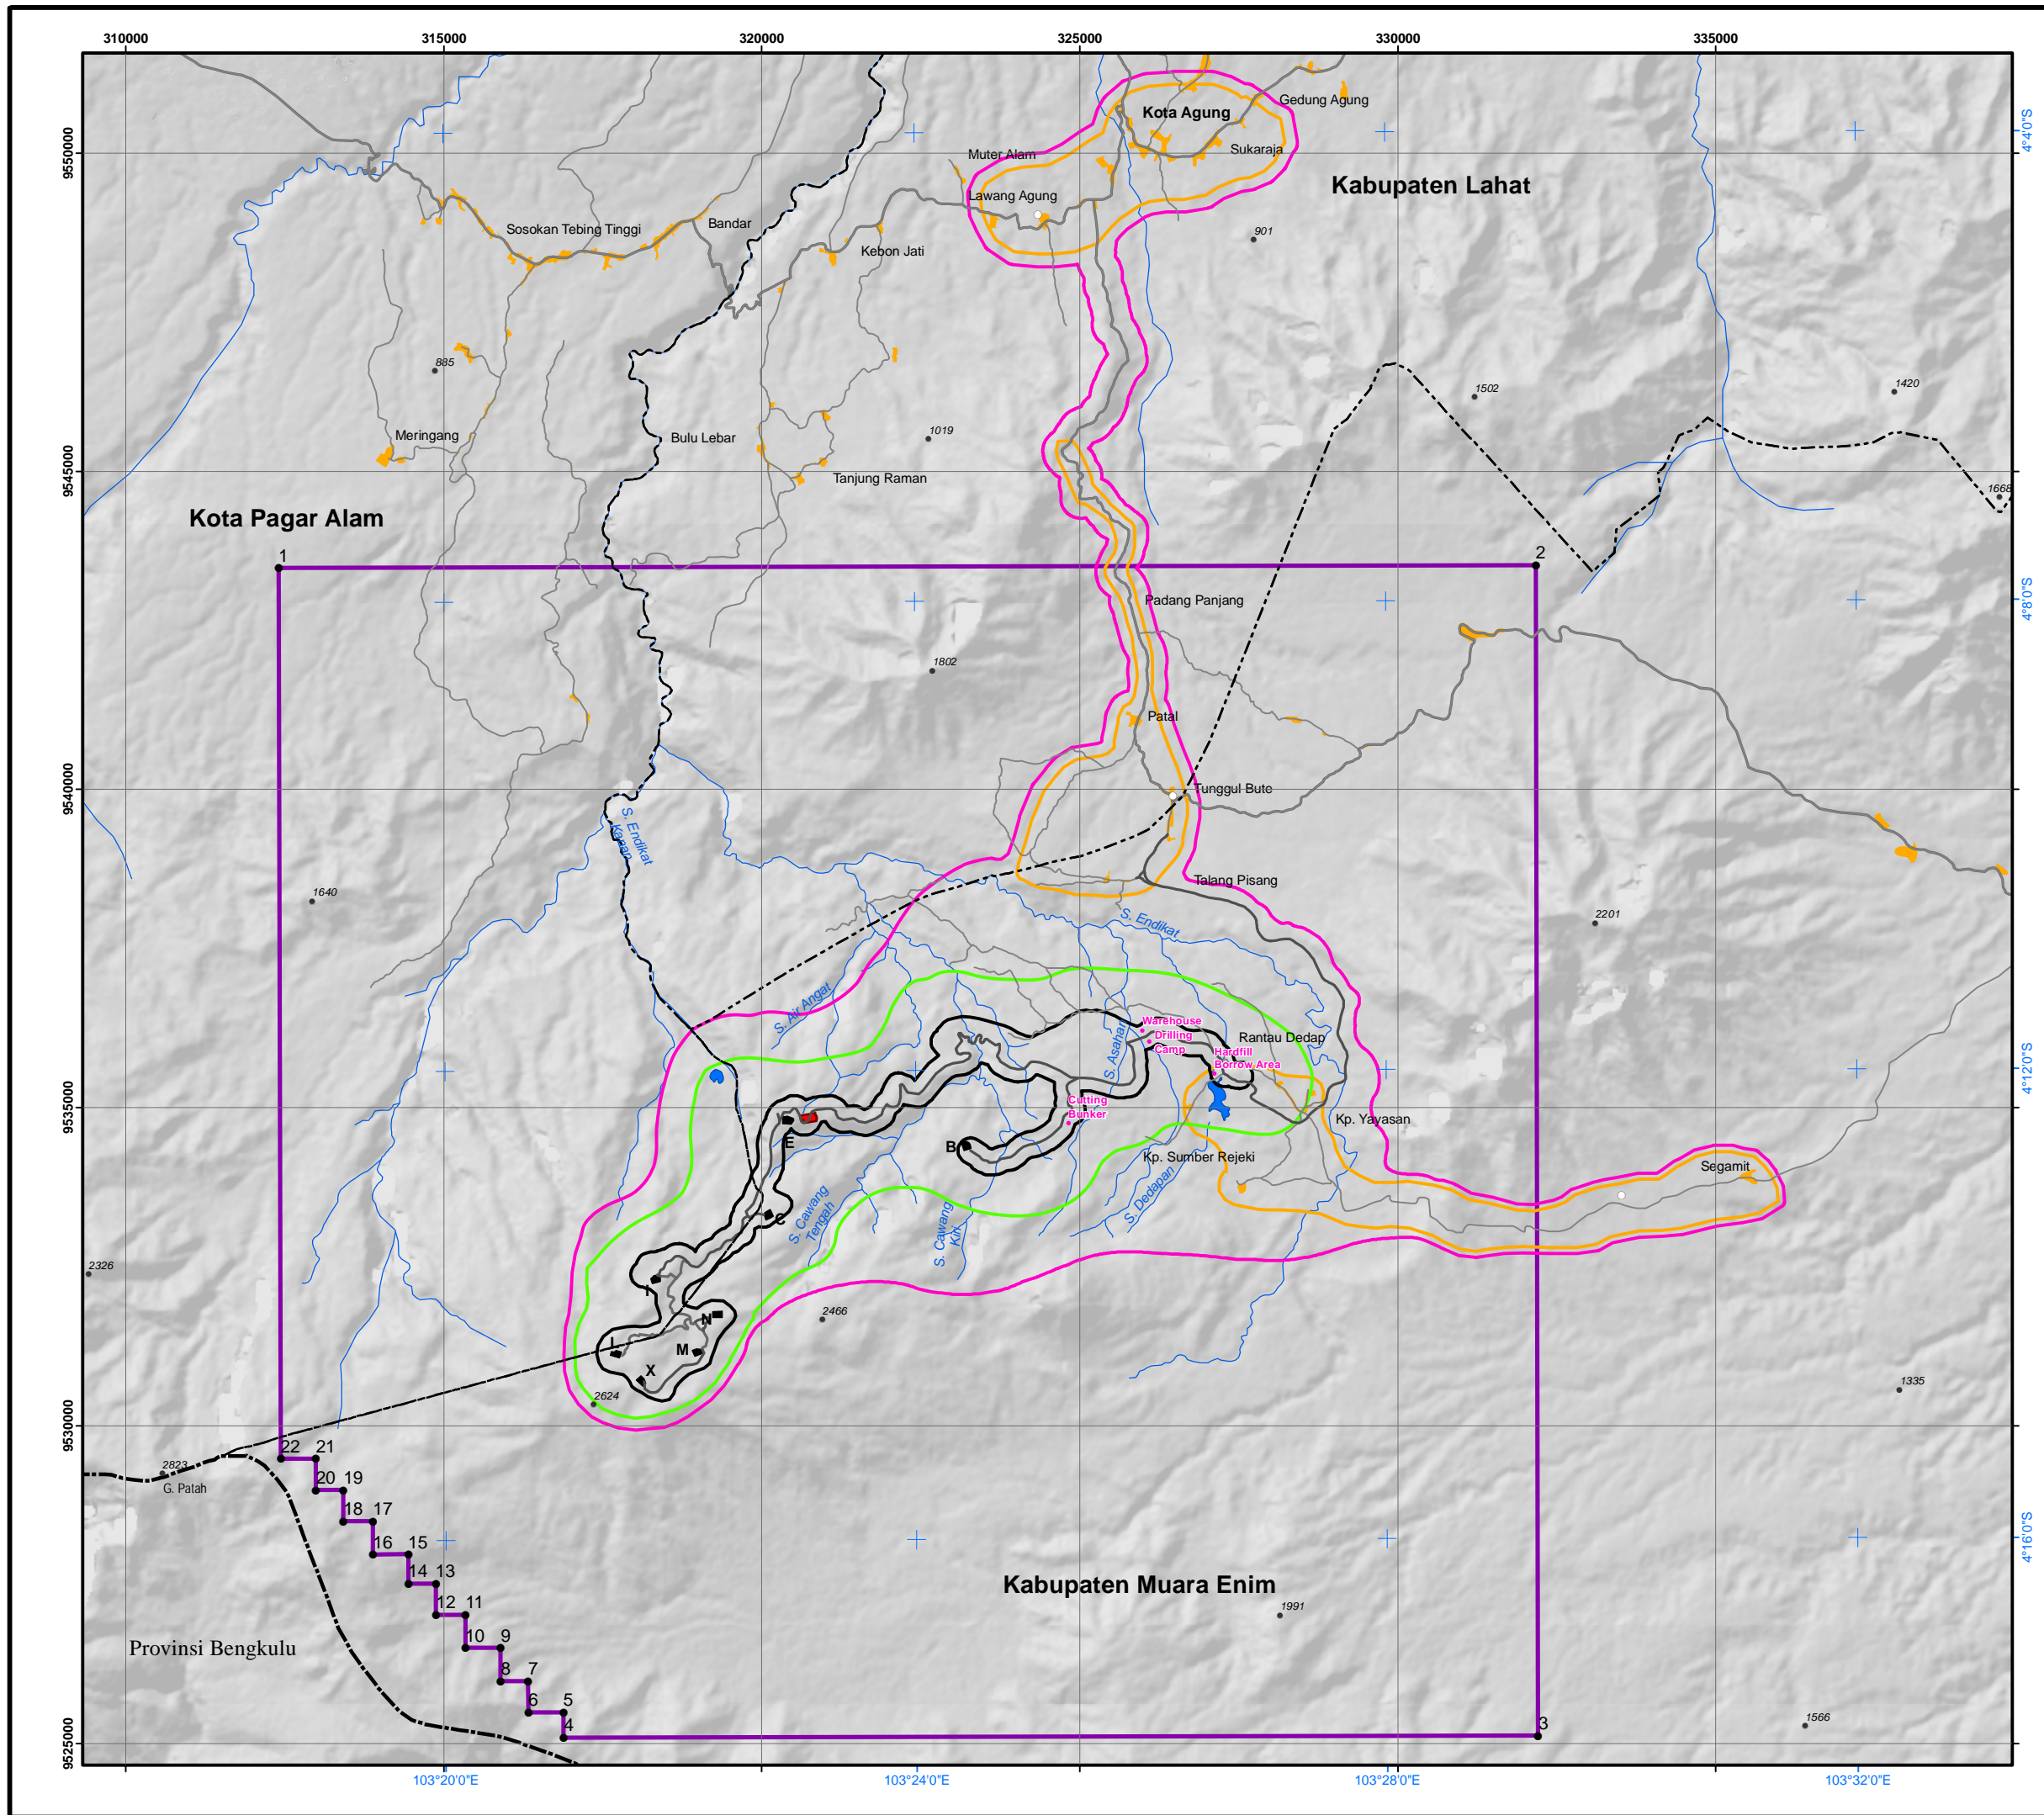 310000
315000
320000
325000
330000
335000
9550000
9545000
9540000
9535000
9530000
9525000
4°4'0"S
4°8'0"S
4°12'0"S
4°16'0"S
103°20'0"E
103°24'0"E
103°28'0"E
103°32'0"E
Kota Agung
Gedung Agung
Sukaraja
Muter Alam
Lawang Agung
Kabupaten Lahat
Sosokan Tebing Tinggi
Bandar
Kebon Jati
901
885
1502
1420
Meringang
Bulu Lebar
1019
Tanjung Raman
1668
Kota Pagar Alam
1
2
Padang Panjang
1802
Patal
Tunggul Bute
S. Endikat
Kanan
1640
Talang Pisang
2201
S. Endikat
S. Air Angat
S. Asahan
Warehouse
Drilling
Camp
Rantau Dedap
Hardfill
Borrow Area
Cutting
Bunker
Kp. Yayasan
E
B
Kp. Sumber Rejeki
Segamit
S. Cawang
Tengah
S. Cawang
Kiri
S. Dedapan
C
2326
I
N
2466
L
M
X
2624
1335
22
21
2823
G. Patah
20
19
18
17
16
15
14
13
12
11
10
9
8
7
6
5
4
3
Kabupaten Muara Enim
1991
Provinsi Bengkulu
1566